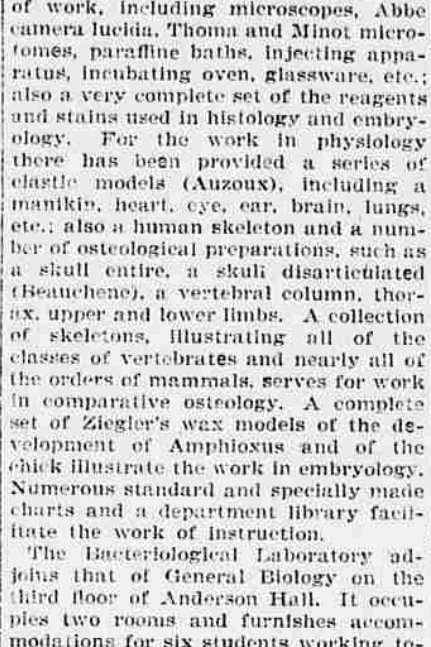 of work, including microscopes, Abbe
camera lucida, Thoma and Minot micro-
tomes, paraffine baths, injecting appa-
ratus, incubating oven, glassware, etc.;
also a very complete set of the reagents
and stains used in histology and embry-
ology. For the work in physiology
there has been provided a series of
elastic models (Auzoux), including a
manikin, heart, eye, ear, brain, lungs,
etc.; also a human skeleton and a num-
ber of osteological preparations, such as
a skull entire, a skull disarticulated
(Beauchene), a vertebral column, thor-
ax, upper and lower limbs. A collection
of skeletons, illustrating all of the
classes of vertebrates and nearly all of
the orders of mammals, serves for work
in comparative osteology. A complete
set of Ziegler's wax models of the de-
velopment of Amphioxus and of the
chick illustrate the work in embryology.
Numerous standard and specially made
charts and a department library facil-
itate the work of instruction.
The Bacteriological Laboratory ad-
joins that of General Biology on the
third floor of Anderson Hall. It occu-
pies two rooms and furnishes accom-
modations for six students working to-